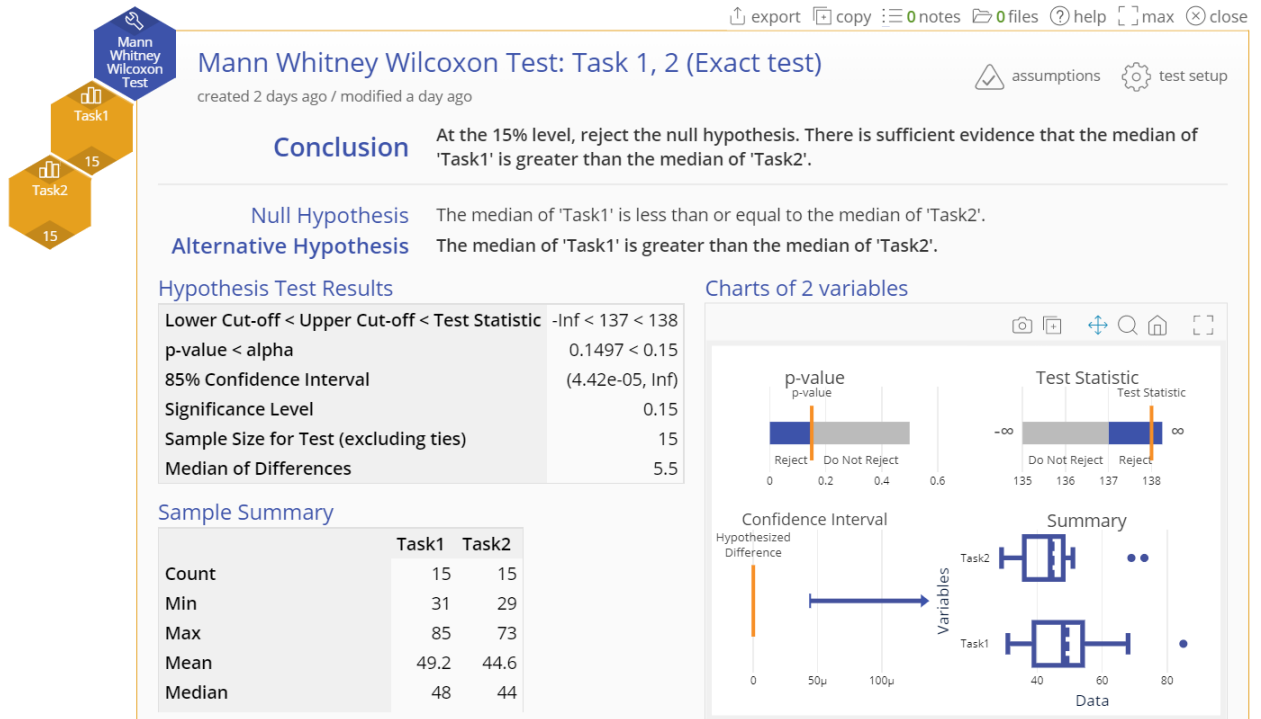 export copy 0 notes 0 files help max close
Mann
Whitney
Wilcoxon
Test
Task1
15
Task2
15
Mann Whitney Wilcoxon Test: Task 1, 2 (Exact test)
created 2 days ago / modified a day ago
assumptions test setup
Conclusion
At the 15% level, reject the null hypothesis. There is sufficient evidence that the median of
'Task1' is greater than the median of 'Task2'.
Null Hypothesis The median of 'Task1' is less than or equal to the median of 'Task2'.
Alternative Hypothesis The median of 'Task1' is greater than the median of 'Task2'.
Hypothesis Test Results
Lower Cut-off < Upper Cut-off < Test Statistic -Inf < 137 < 138
p-value < alpha 0.1497 < 0.15
85% Confidence Interval (4.42e-05, Inf)
Significance Level 0.15
Sample Size for Test (excluding ties) 15
Median of Differences 5.5
Sample Summary
Task1 Task2
Count 15 15
Min 31 29
Max 85 73
Mean 49.2 44.6
Median 48 44
Charts of 2 variables
p-value
p-value
Reject Do Not Reject
0 0.2 0.4 0.6
Test Statistic
Test Statistic
-∞ ∞
Do Not Reject Reject
135 136 137 138
Confidence Interval
Hypothesized
Difference
0 50μ 100μ
Summary
Variables
Task2
Task1
40 60 80
Data